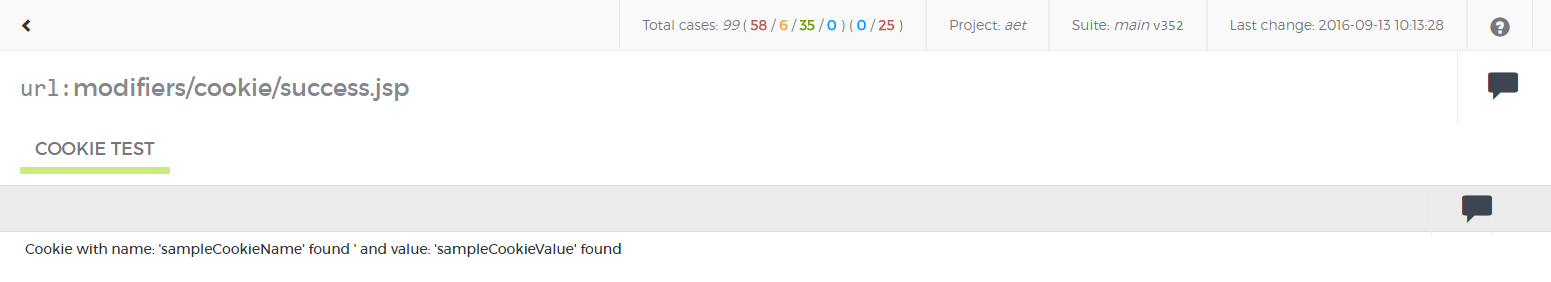 Total cases: 99 ( 58 / 6 / 35 / 0 ) ( 0 / 25 ) Project: aet Suite: main v352 Last change: 2016-09-13 10:13:28 ?
url:modifiers/cookie/success.jsp
COOKIE TEST
Cookie with name: 'sampleCookieName' found ' and value: 'sampleCookieValue' found